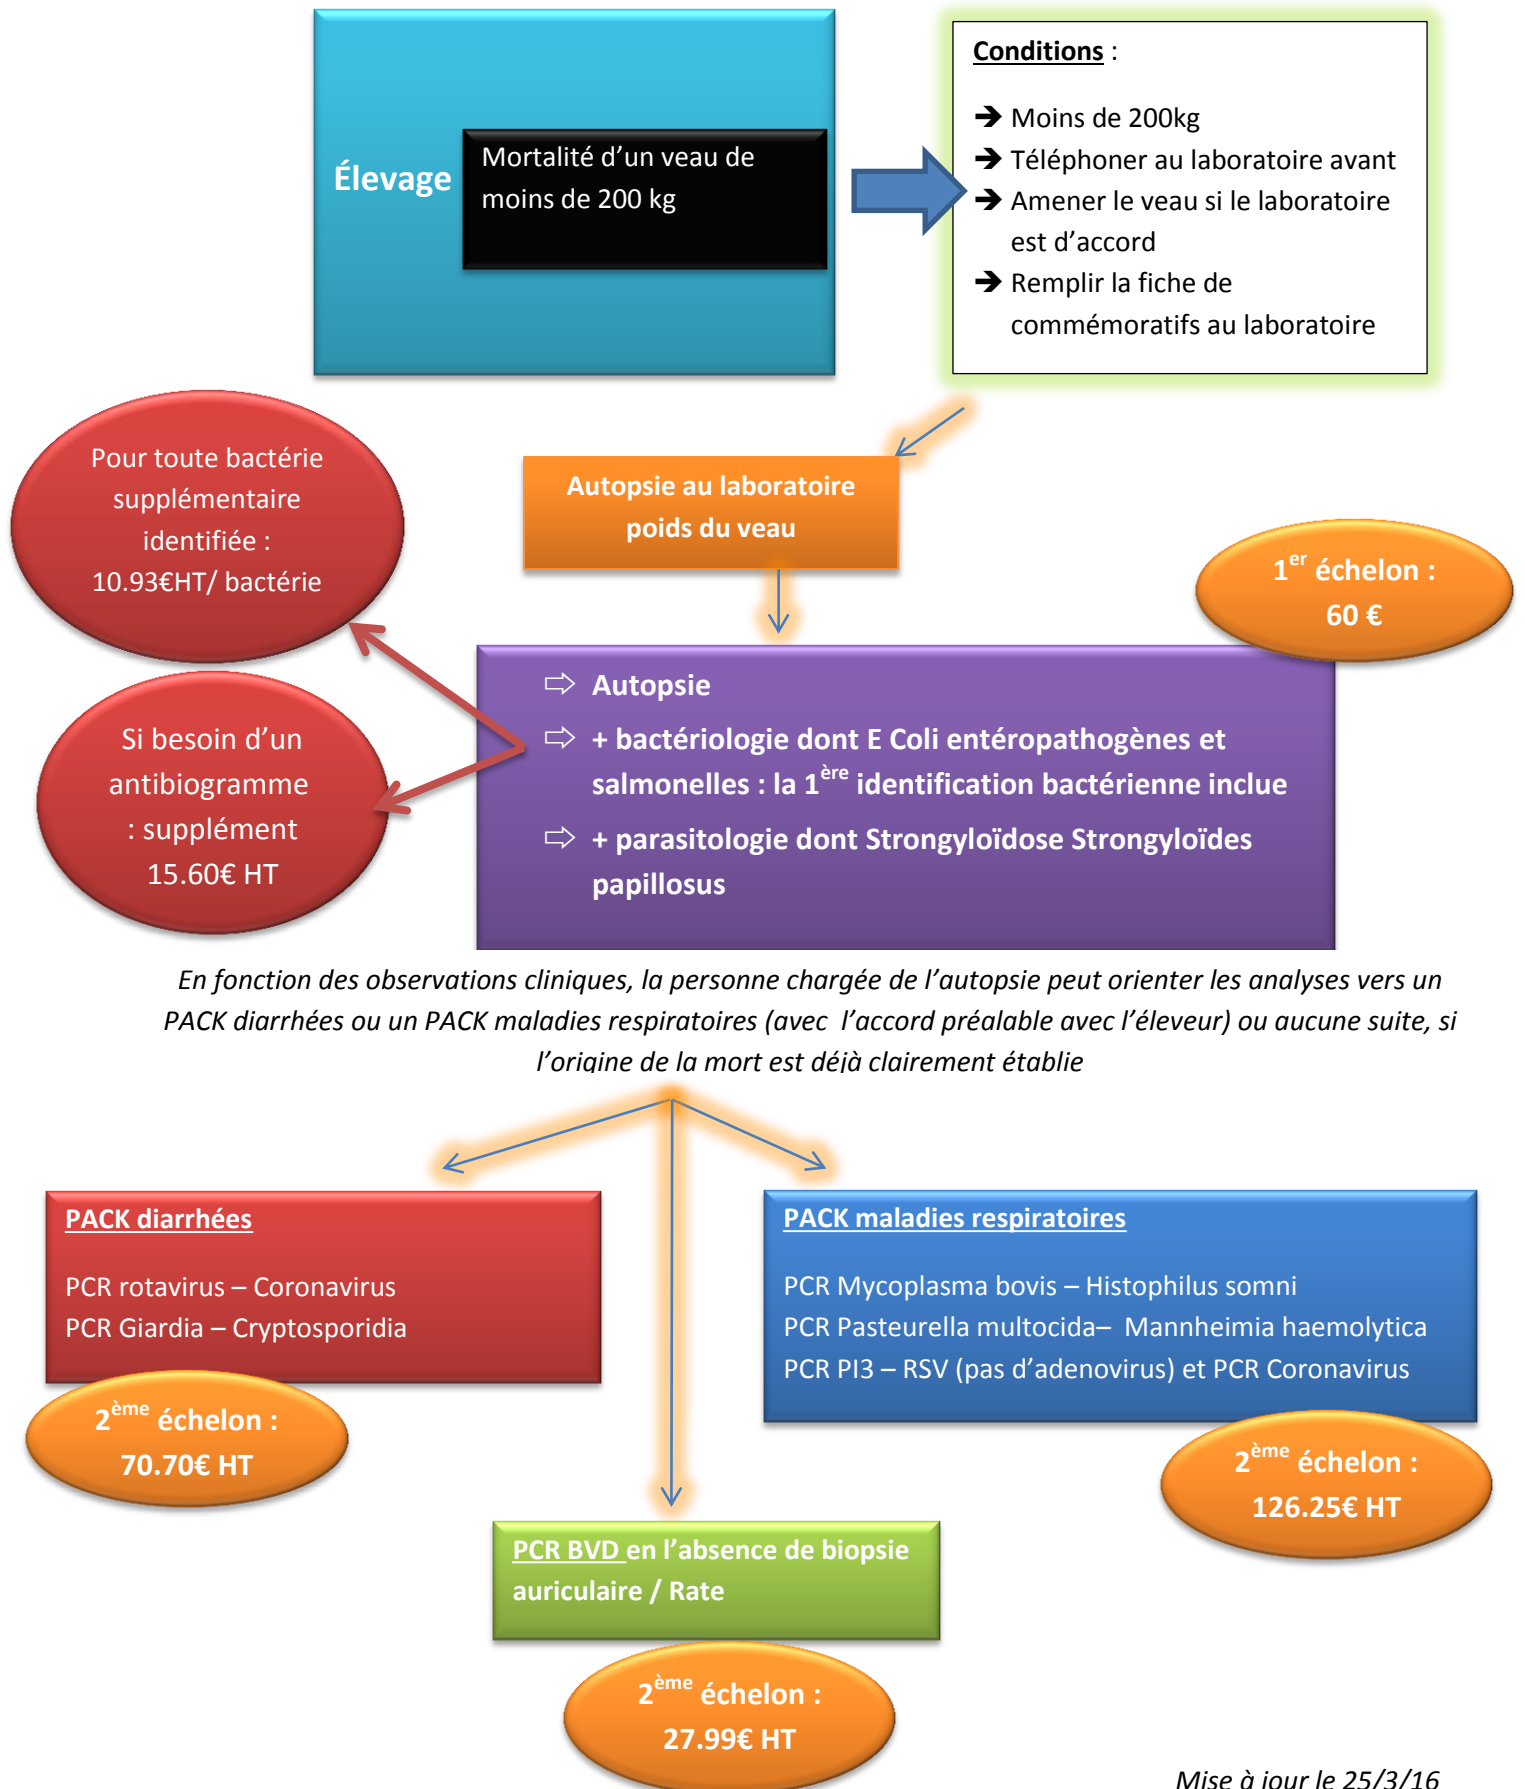 Élevage
Mortalité d’un veau de
moins de 200 kg
Conditions :
➔ Moins de 200kg
➔ Téléphoner au laboratoire avant
➔ Amener le veau si le laboratoire
est d’accord
➔ Remplir la fiche de
commémoratifs au laboratoire
Pour toute bactérie
supplémentaire
identifiée :
10.93€HT/ bactérie
Autopsie au laboratoire
poids du veau
1er échelon :
60 €
Si besoin d’un
antibiogramme
: supplément
15.60€ HT
⇨ Autopsie
⇨ + bactériologie dont E Coli entéropathogènes et
salmonelles : la 1ère identification bactérienne inclue
⇨ + parasitologie dont Strongyloïdose Strongyloïdes
papillosus
En fonction des observations cliniques, la personne chargée de l’autopsie peut orienter les analyses vers un
PACK diarrhées ou un PACK maladies respiratoires (avec l’accord préalable avec l’éleveur) ou aucune suite, si
l’origine de la mort est déjà clairement établie
PACK diarrhées
PCR rotavirus – Coronavirus
PCR Giardia – Cryptosporidia
2ème échelon :
70.70€ HT
PACK maladies respiratoires
PCR Mycoplasma bovis – Histophilus somni
PCR Pasteurella multocida– Mannheimia haemolytica
PCR PI3 – RSV (pas d’adenovirus) et PCR Coronavirus
2ème échelon :
126.25€ HT
PCR BVD en l’absence de biopsie
auriculaire / Rate
2ème échelon :
27.99€ HT
Mise à jour le 25/3/16